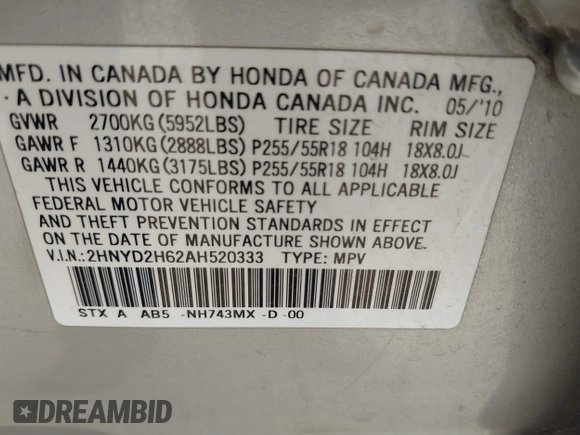 MFD. IN CANADA BY HONDA OF CANADA MFG.,
A DIVISION OF HONDA CANADA INC. 05/'10
GVWR 2700KG (5952LBS) TIRE SIZE RIM SIZE
GAWR F 1310KG (2888LBS) P255/55R18 104H 18X8.0J
GAWR R 1440KG (3175LBS) P255/55R18 104H 18X8.0J
THIS VEHICLE CONFORMS TO ALL APPLICABLE
FEDERAL MOTOR VEHICLE SAFETY
AND THEFT PREVENTION STANDARDS IN EFFECT
ON THE DATE OF MANUFACTURE SHOWN ABOVE.
V.I.N.:2HNYD2H62AH520333 TYPE: MPV
STX A AB5 -NH743MX -D -00
DREAMBID